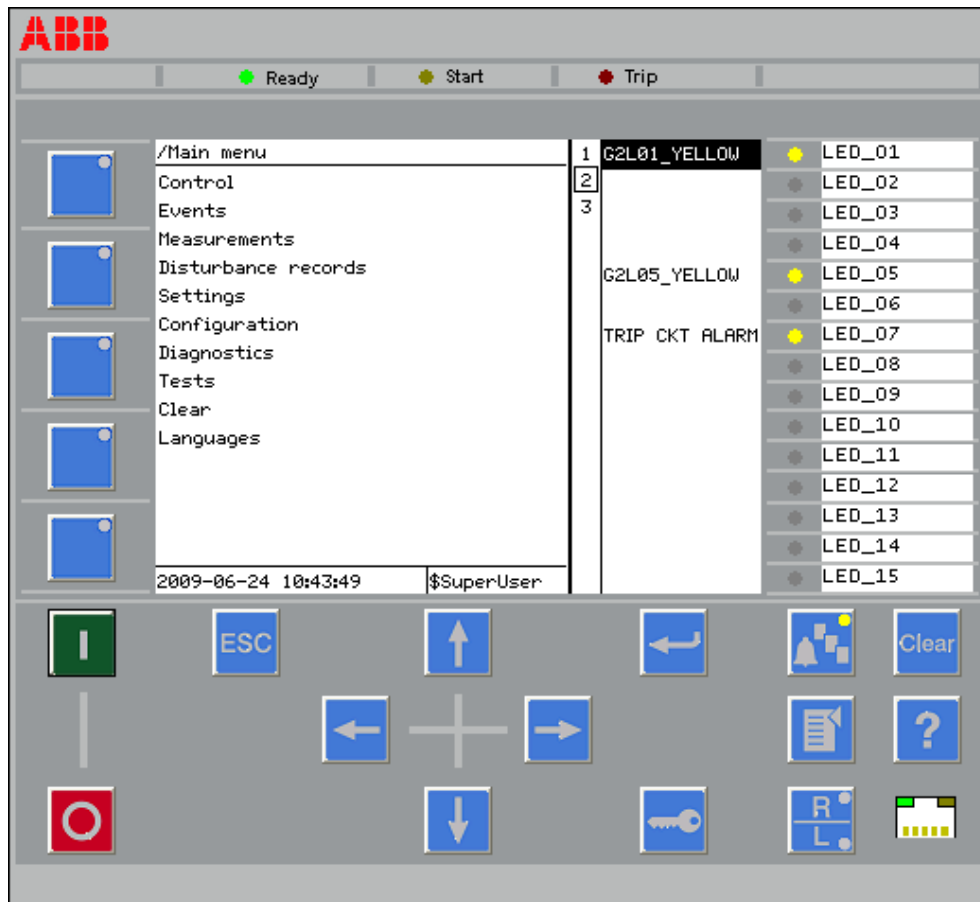 ABB
Ready
Start
Trip
/Main menu
Control
Events
Measurements
Disturbance records
Settings
Configuration
Diagnostics
Tests
Clear
Languages
2009-06-24 10:43:49
$SuperUser
1
2
3
G2L01_YELLOW
G2L05_YELLOW
TRIP CKT ALARM
LED_01
LED_02
LED_03
LED_04
LED_05
LED_06
LED_07
LED_08
LED_09
LED_10
LED_11
LED_12
LED_13
LED_14
LED_15
I
ESC
Clear
?
O
R
L